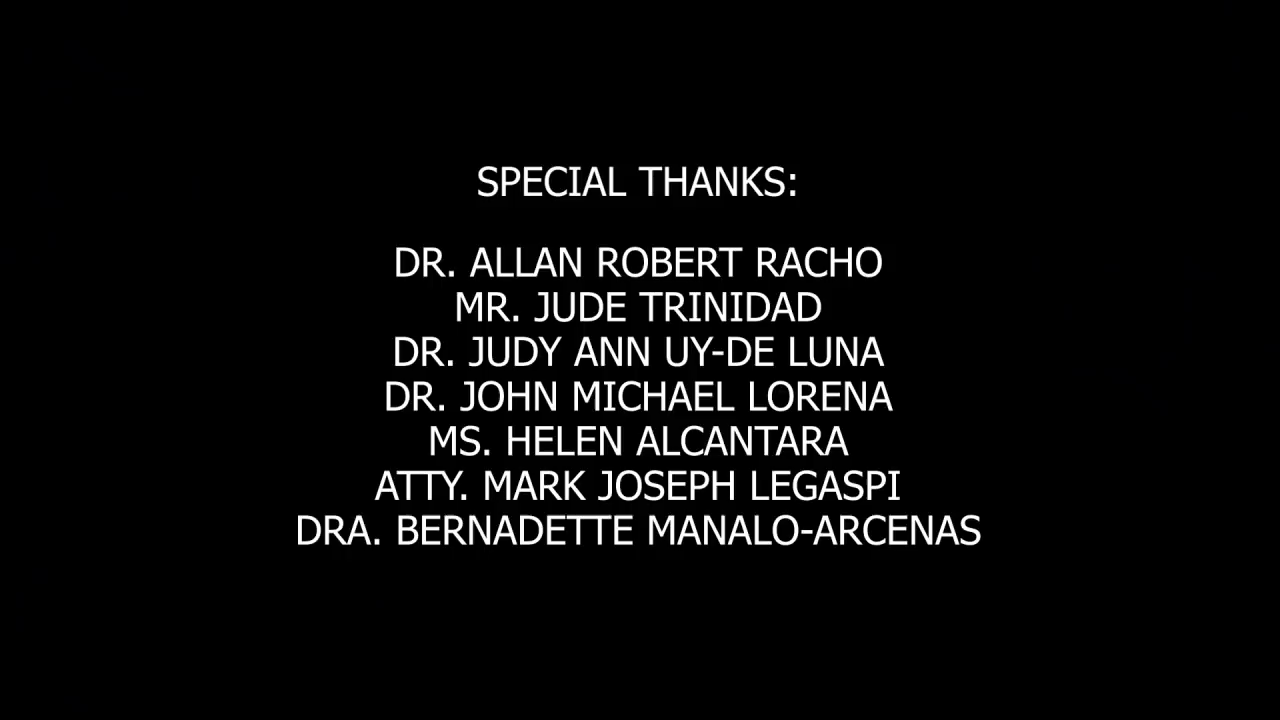 SPECIAL THANKS:
DR. ALLAN ROBERT RACHO
MR. JUDE TRINIDAD
DR. JUDY ANN UY-DE LUNA
DR. JOHN MICHAEL LORENA
MS. HELEN ALCANTARA
ATTY. MARK JOSEPH LEGASPI
DRA. BERNADETTE MANALO-ARCENAS